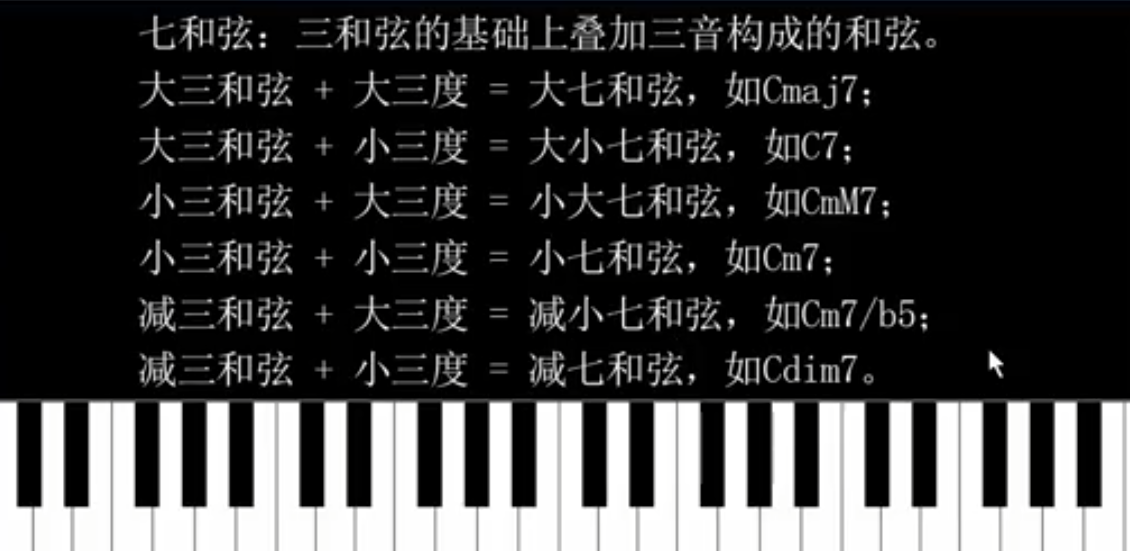 七和弦：三和弦的基础上叠加三音构成的和弦。
大三和弦 + 大三度 = 大七和弦，如Cmaj7；
大三和弦 + 小三度 = 大小七和弦，如C7；
小三和弦 + 大三度 = 小大七和弦，如CmM7；
小三和弦 + 小三度 = 小七和弦，如Cm7；
减三和弦 + 大三度 = 减小七和弦，如Cm7/b5；
减三和弦 + 小三度 = 减七和弦，如Cdim7。